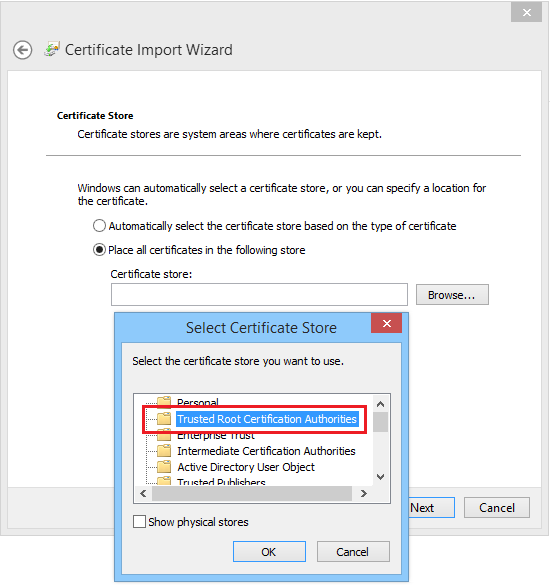 Certificate Import Wizard
Certificate Store
Certificate stores are system areas where certificates are kept.
Windows can automatically select a certificate store, or you can specify a location for
the certificate.
Automatically select the certificate store based on the type of certificate
Place all certificates in the following store
Certificate store:
Browse...
Select Certificate Store
Select the certificate store you want to use.
Personal
Trusted Root Certification Authorities
Enterprise Trust
Intermediate Certification Authorities
Active Directory User Object
Trusted Publishers
Show physical stores
OK
Cancel
Next
Cancel